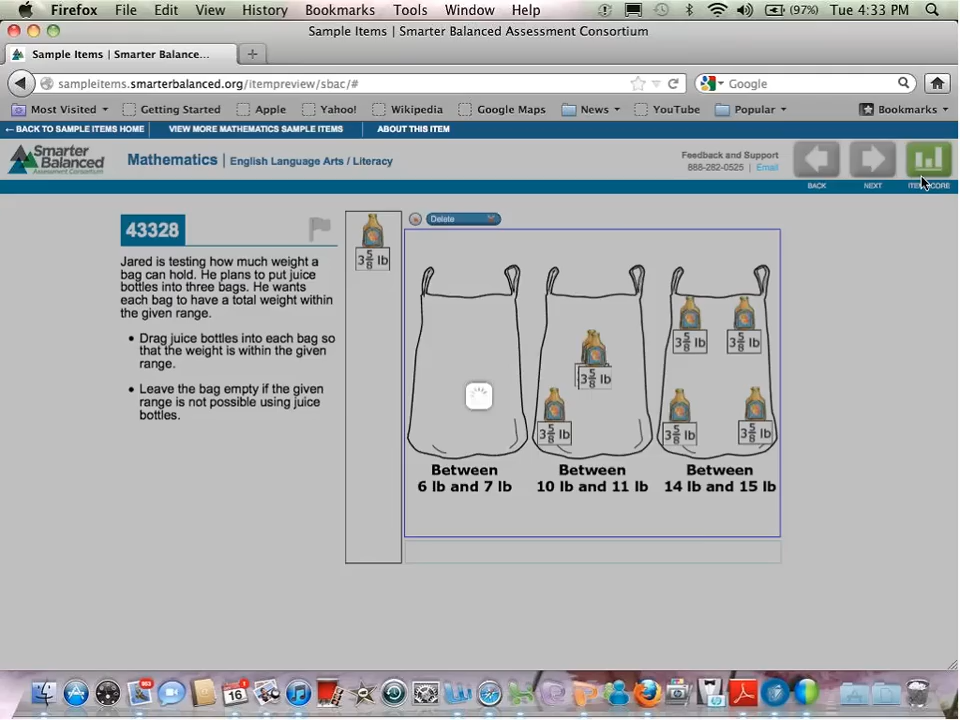 Firefox File Edit View History Bookmarks Tools Window Help (97%) Tue 4:33 PM
Sample Items | Smarter Balanced Assessment Consortium
Sample Items | Smarter Balance...
sampleitems.smarterbalanced.org/itempreview/sbac/# Google
Most Visited Getting Started Apple Yahoo! Wikipedia Google Maps News YouTube Popular Bookmarks
← BACK TO SAMPLE ITEMS HOME VIEW MORE MATHEMATICS SAMPLE ITEMS ABOUT THIS ITEM
Smarter Balanced Assessment Consortium
Mathematics | English Language Arts / Literacy
Feedback and Support
888-282-0525 | Email
BACK NEXT ITEM SCORE
43328
Delete
Jared is testing how much weight a
bag can hold. He plans to put juice
bottles into three bags. He wants
each bag to have a total weight within
the given range.
• Drag juice bottles into each bag so
that the weight is within the given
range.
• Leave the bag empty if the given
range is not possible using juice
bottles.
3 5/8 lb
3 5/8 lb
3 5/8 lb
3 5/8 lb 3 5/8 lb
3 5/8 lb 3 5/8 lb
Between
6 lb and 7 lb
Between
10 lb and 11 lb
Between
14 lb and 15 lb